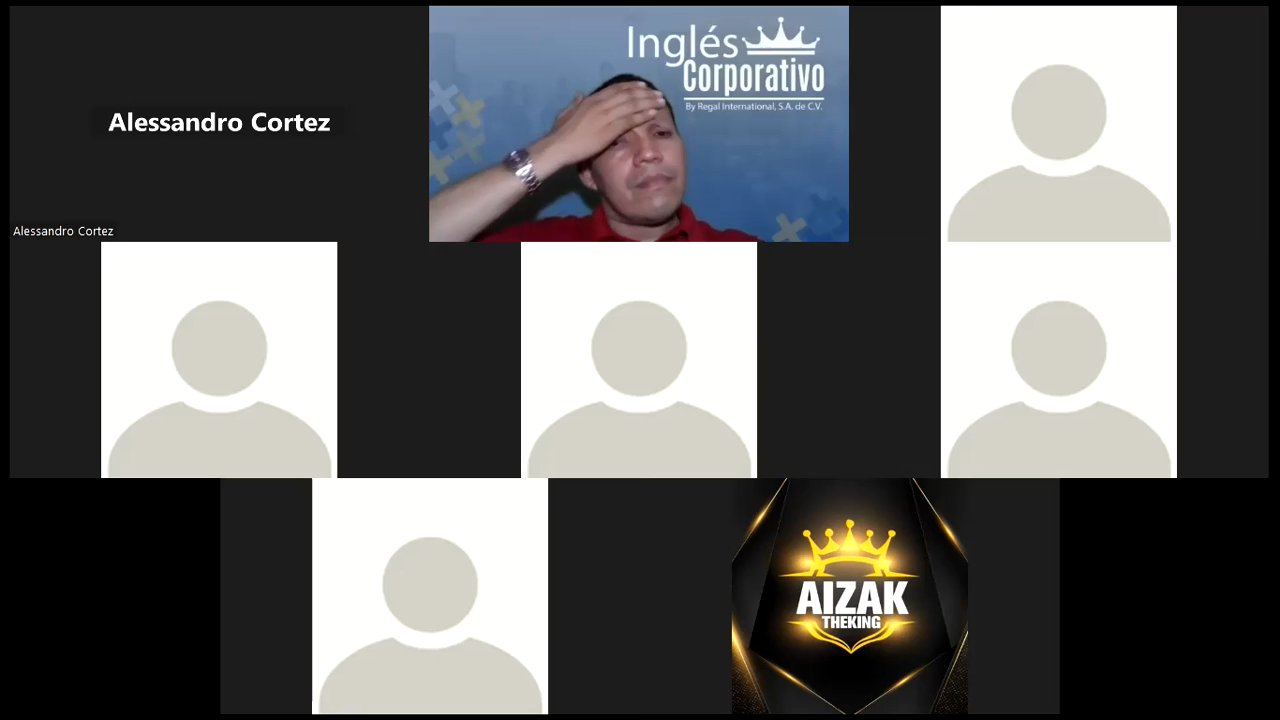 Alessandro Cortez
Alessandro Cortez
Inglés
Corporativo
By Regal International, S.A. de C.V.
AIZAK
THEKING